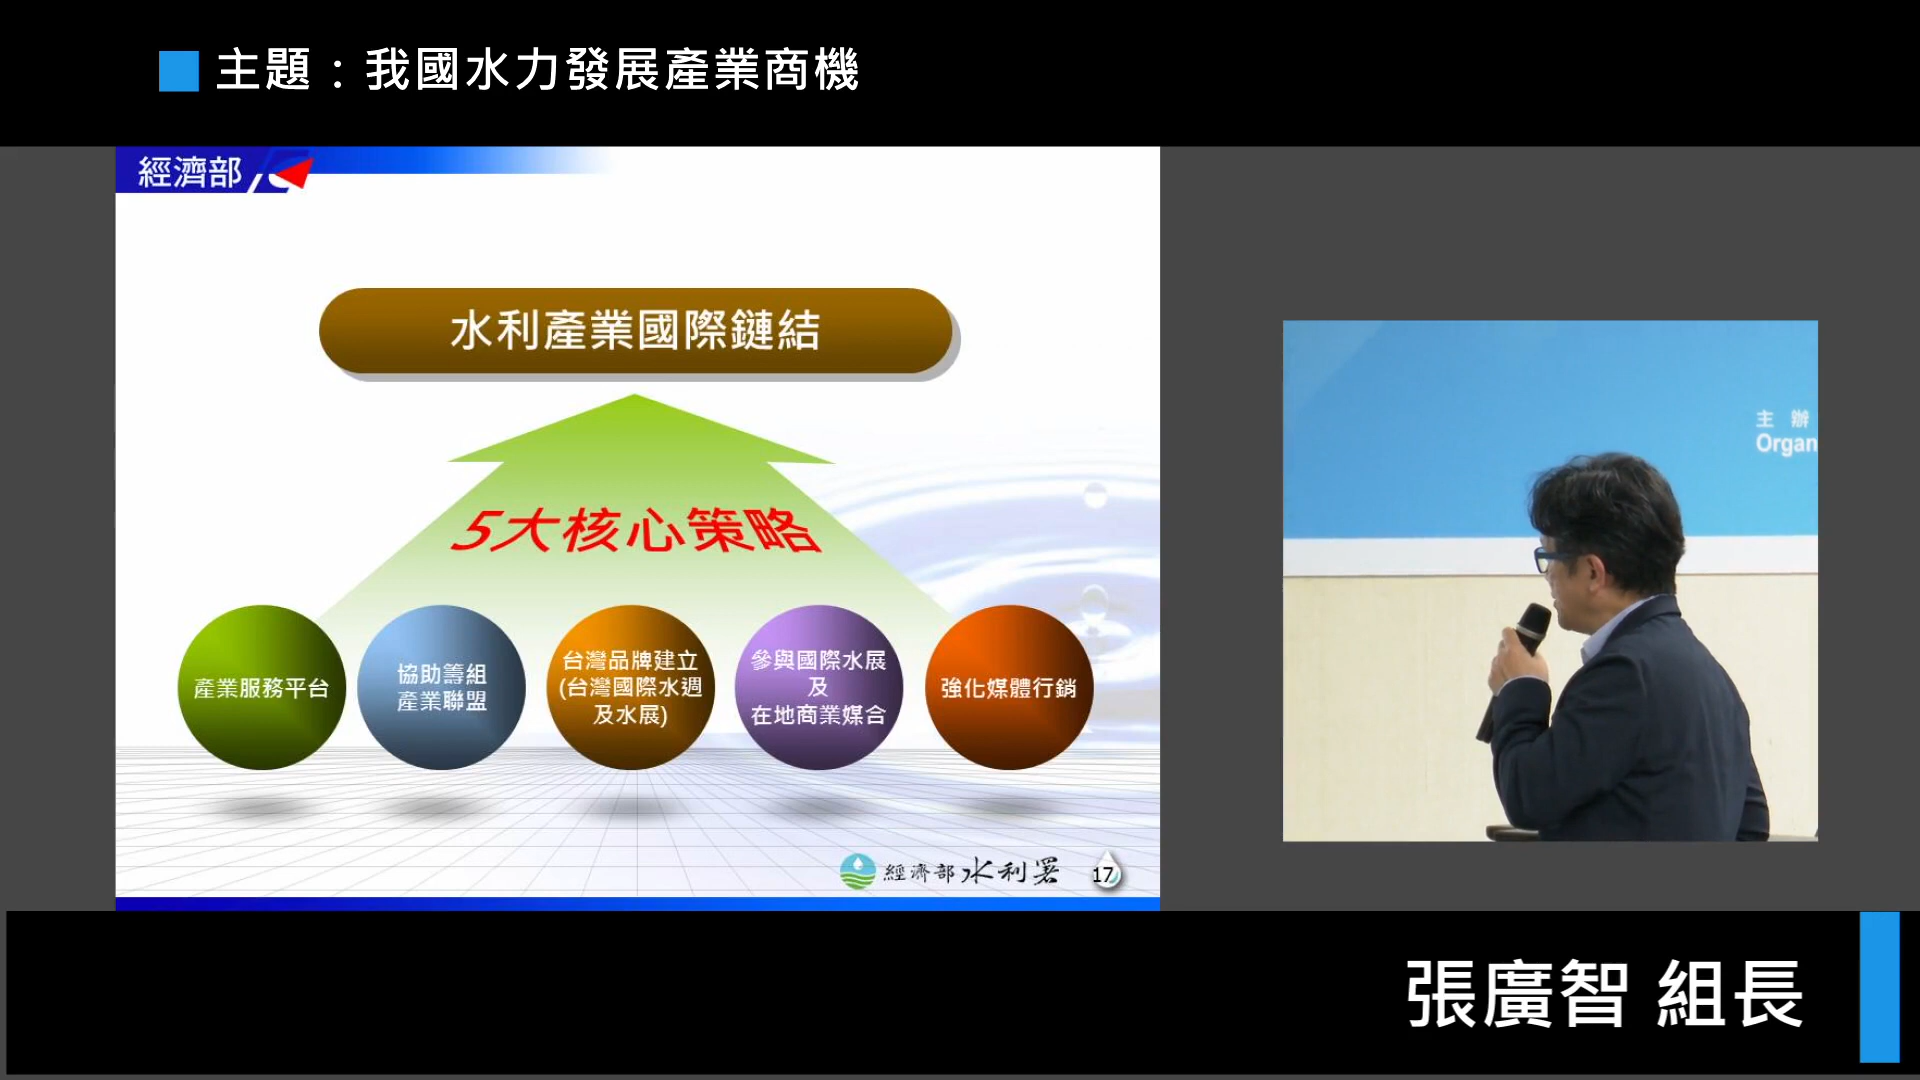 主題：我國水力發展產業商機
經濟部
水利產業國際鏈結
5大核心策略
產業服務平台
協助籌組
產業聯盟
台灣品牌建立
(台灣國際水週
及水展)
參與國際水展
及
在地商業媒合
強化媒體行銷
經濟部水利署
17
主 辦
Organ
張廣智 組長